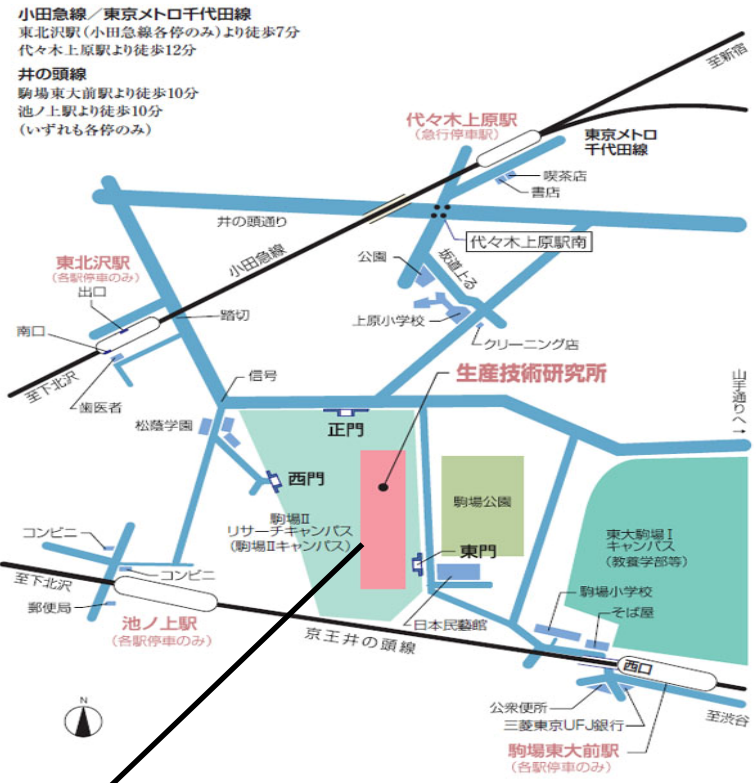 小田急線／東京メトロ千代田線
東北沢駅（小田急線各停のみ）より徒歩7分
代々木上原駅より徒歩12分
井の頭線
駒場東大前駅より徒歩10分
池ノ上駅より徒歩10分
（いずれも各停のみ）
至新宿
代々木上原駅
（急行停車駅）
東京メトロ
千代田線
喫茶店
書店
井の頭通り
代々木上原駅南
小田急線
公園
坂道上る
東北沢駅
（各駅停車のみ）
出口
南口
踏切
上原小学校
クリーニング店
至下北沢
歯医者
信号
生産技術研究所
山手通りへ→
松蔭学園
正門
西門
駒場Ⅱ
リサーチキャンパス
（駒場Ⅱキャンパス）
駒場公園
東大駒場Ⅰ
キャンパス
（教養学部等）
東門
コンビニ
コンビニ
至下北沢
郵便局
池ノ上駅
（各駅停車のみ）
京王井の頭線
日本民藝館
駒場小学校
そば屋
西口
N
公衆便所
三菱東京UFJ銀行
至渋谷
駒場東大前駅
（各駅停車のみ）